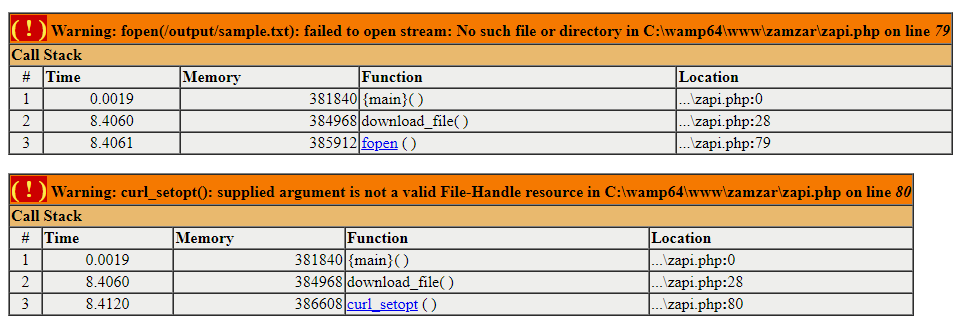 ( ! ) Warning: fopen(/output/sample.txt): failed to open stream: No such file or directory in C:\wamp64\www\zamzar\zapi.php on line 79
Call Stack
# Time Memory Function Location
1 0.0019 381840 {main}( ) ...\zapi.php:0
2 8.4060 384968 download_file( ) ...\zapi.php:28
3 8.4061 385912 fopen ( ) ...\zapi.php:79
( ! ) Warning: curl_setopt(): supplied argument is not a valid File-Handle resource in C:\wamp64\www\zamzar\zapi.php on line 80
Call Stack
# Time Memory Function Location
1 0.0019 381840 {main}( ) ...\zapi.php:0
2 8.4060 384968 download_file( ) ...\zapi.php:28
3 8.4120 386608 curl_setopt ( ) ...\zapi.php:80